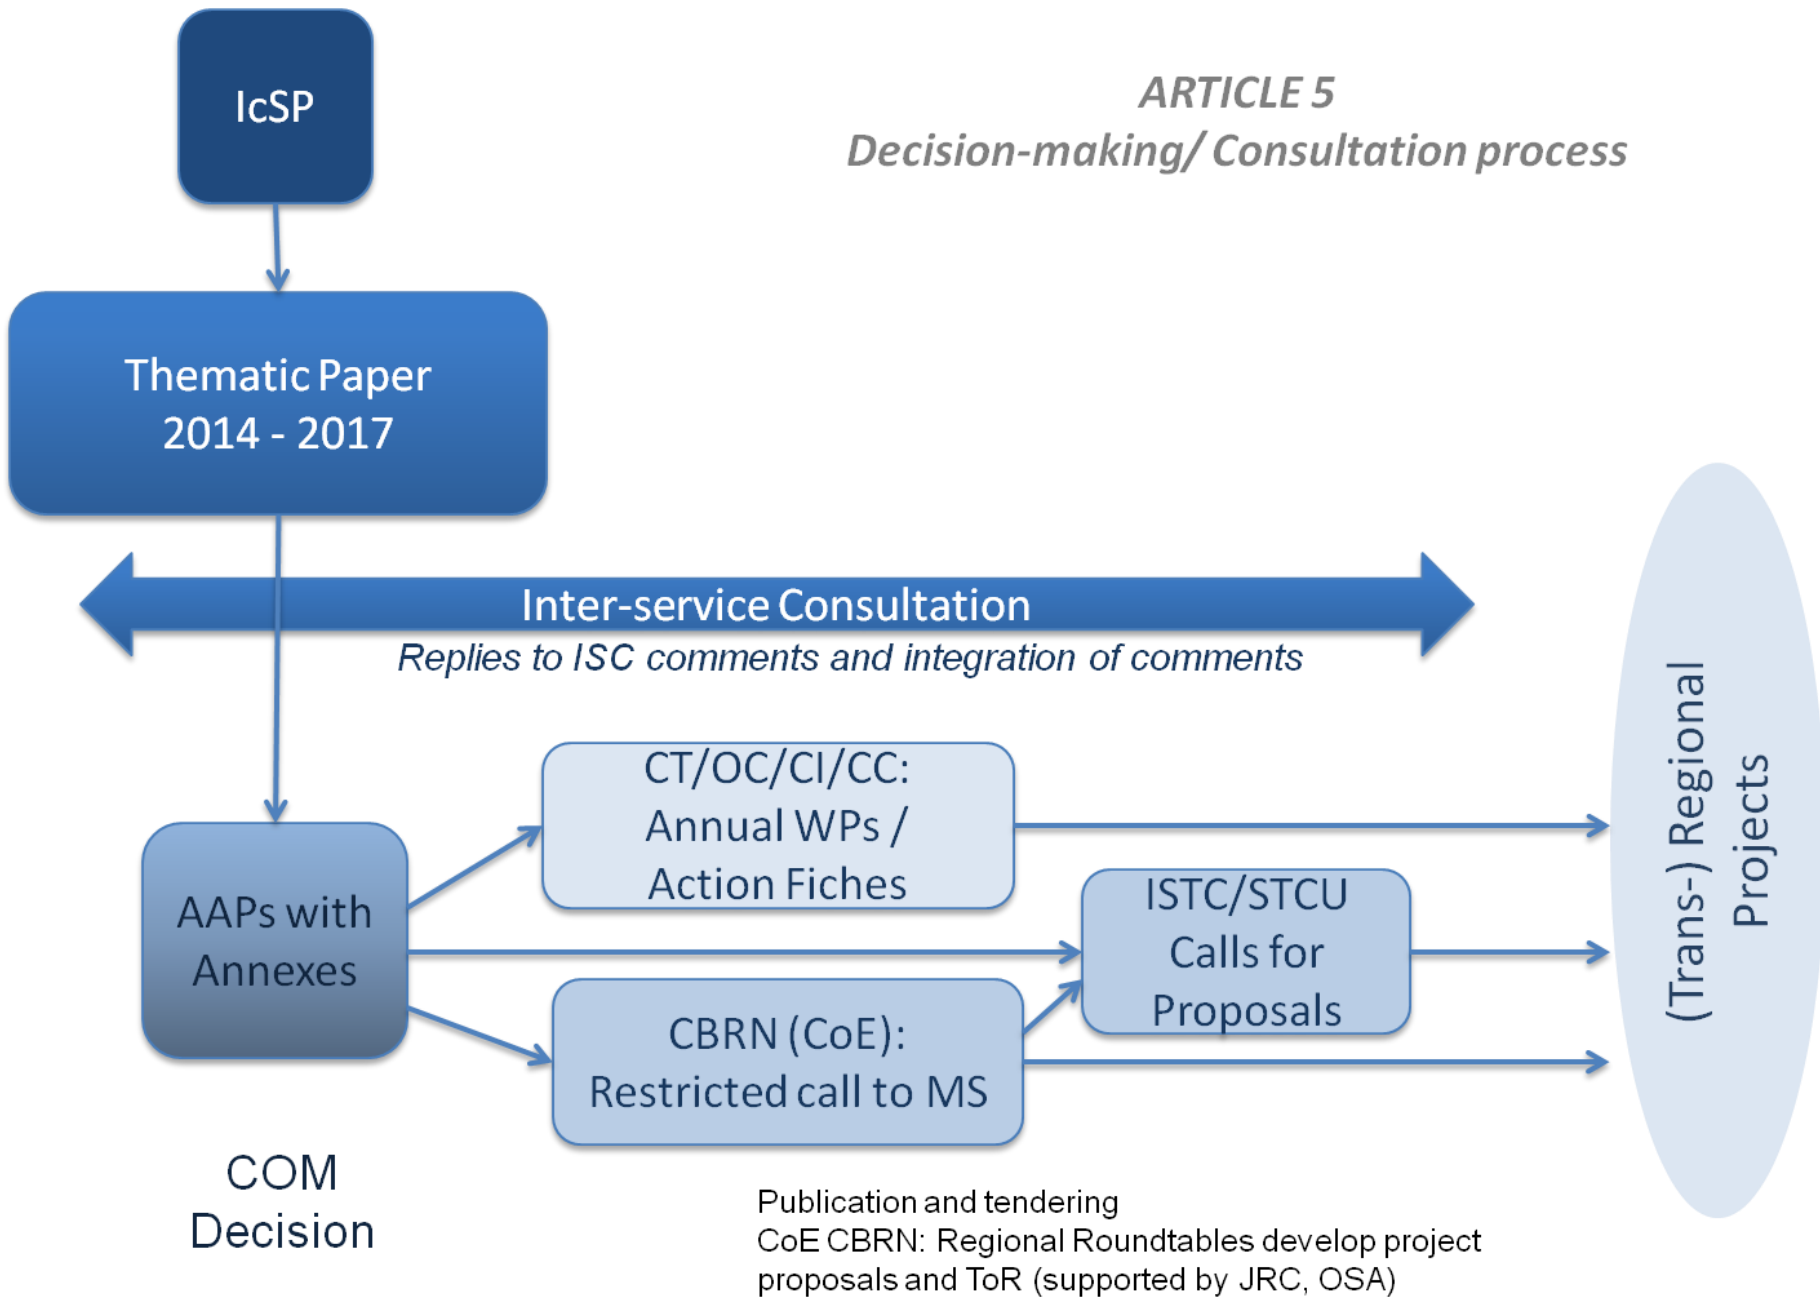 IcSP
ARTICLE 5
Decision-making/ Consultation process
Thematic Paper
2014 - 2017
Inter-service Consultation
Replies to ISC comments and integration of comments
CT/OC/CI/CC:
Annual WPs /
Action Fiches
AAPs with
Annexes
ISTC/STCU
Calls for
Proposals
CBRN (CoE):
Restricted call to MS
(Trans-) Regional
Projects
COM
Decision
Publication and tendering
CoE CBRN: Regional Roundtables develop project
proposals and ToR (supported by JRC, OSA)